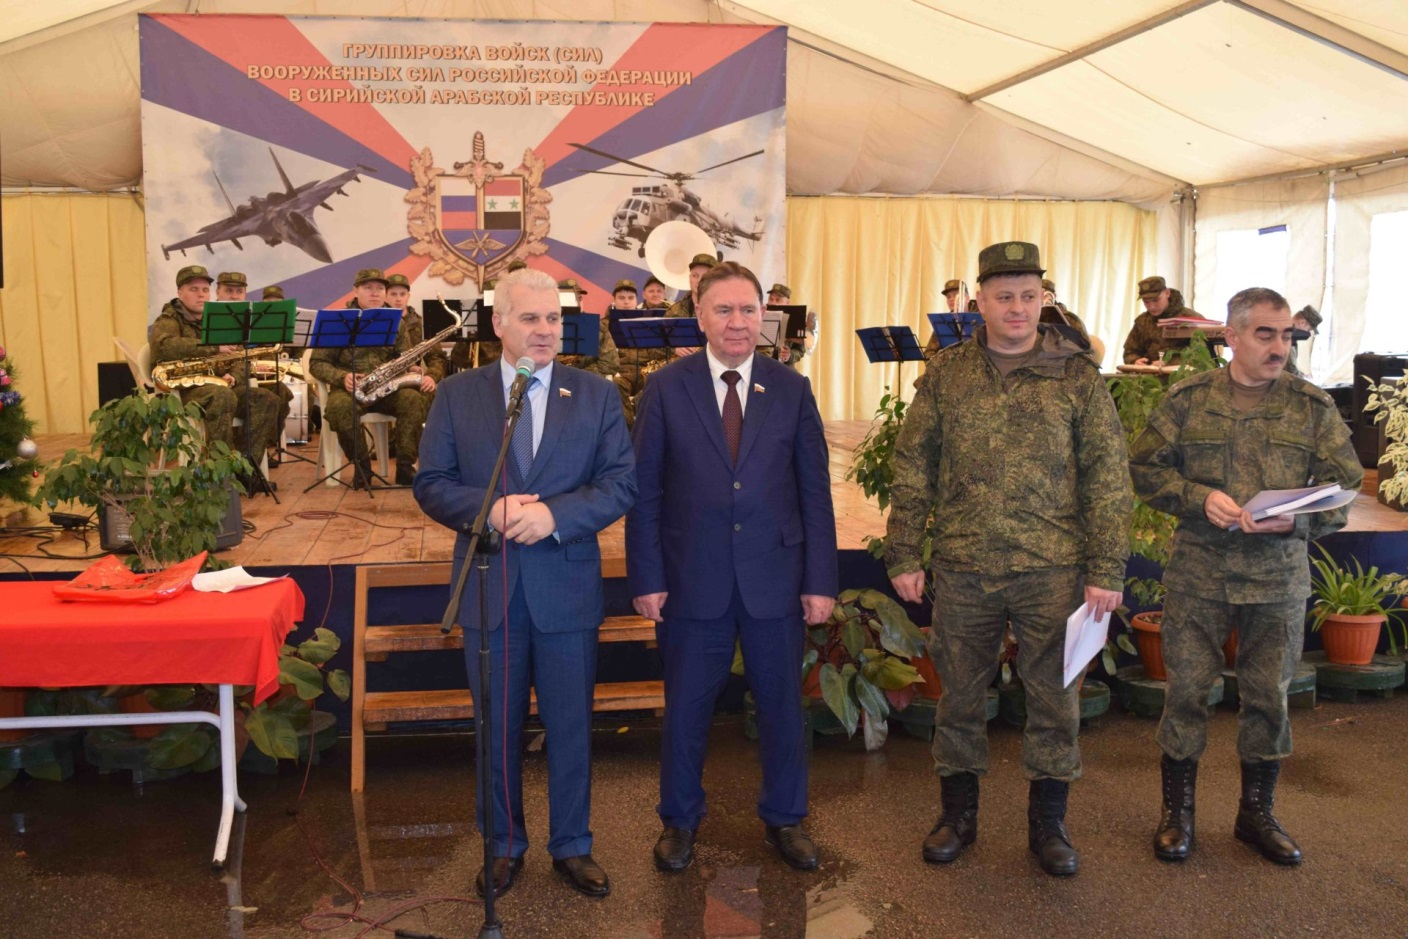 ГРУППИРОВКА ВОЙСК (СИЛ)
ВООРУЖЕННЫХ СИЛ РОССИЙСКОЙ ФЕДЕРАЦИИ
В СИРИЙСКОЙ АРАБСКОЙ РЕСПУБЛИКЕ